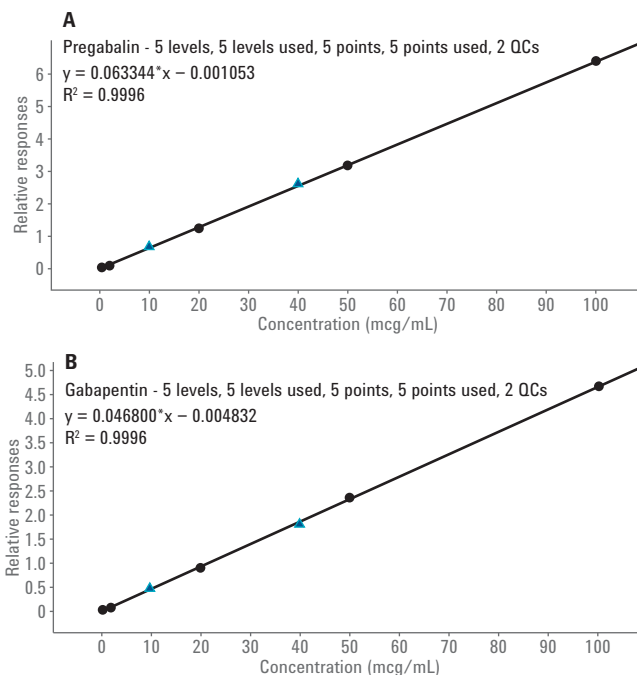 A
Pregabalin - 5 levels, 5 levels used, 5 points, 5 points used, 2 QCs
y = 0.063344*x – 0.001053
R² = 0.9996
Relative responses
6
5
4
3
2
1
0
0 10 20 30 40 50 60 70 80 90 100
Concentration (mcg/mL)
B
Gabapentin - 5 levels, 5 levels used, 5 points, 5 points used, 2 QCs
y = 0.046800*x – 0.004832
R² = 0.9996
Relative responses
5.0
4.5
4.0
3.5
3.0
2.5
2.0
1.5
1.0
0.5
0
0 10 20 30 40 50 60 70 80 90 100
Concentration (mcg/mL)